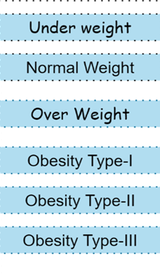 Under weight
Normal Weight
Over Weight
Obesity Type-I
Obesity Type-II
Obesity Type-III